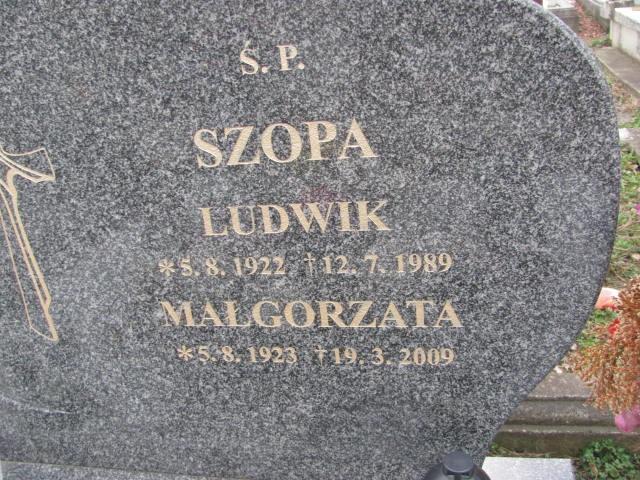 Ś. P.
SZOPA
LUDWIK
*5. 8. 1922 †12. 7. 1989
MAŁGORZATA
*5. 8. 1923 †19. 3. 2009